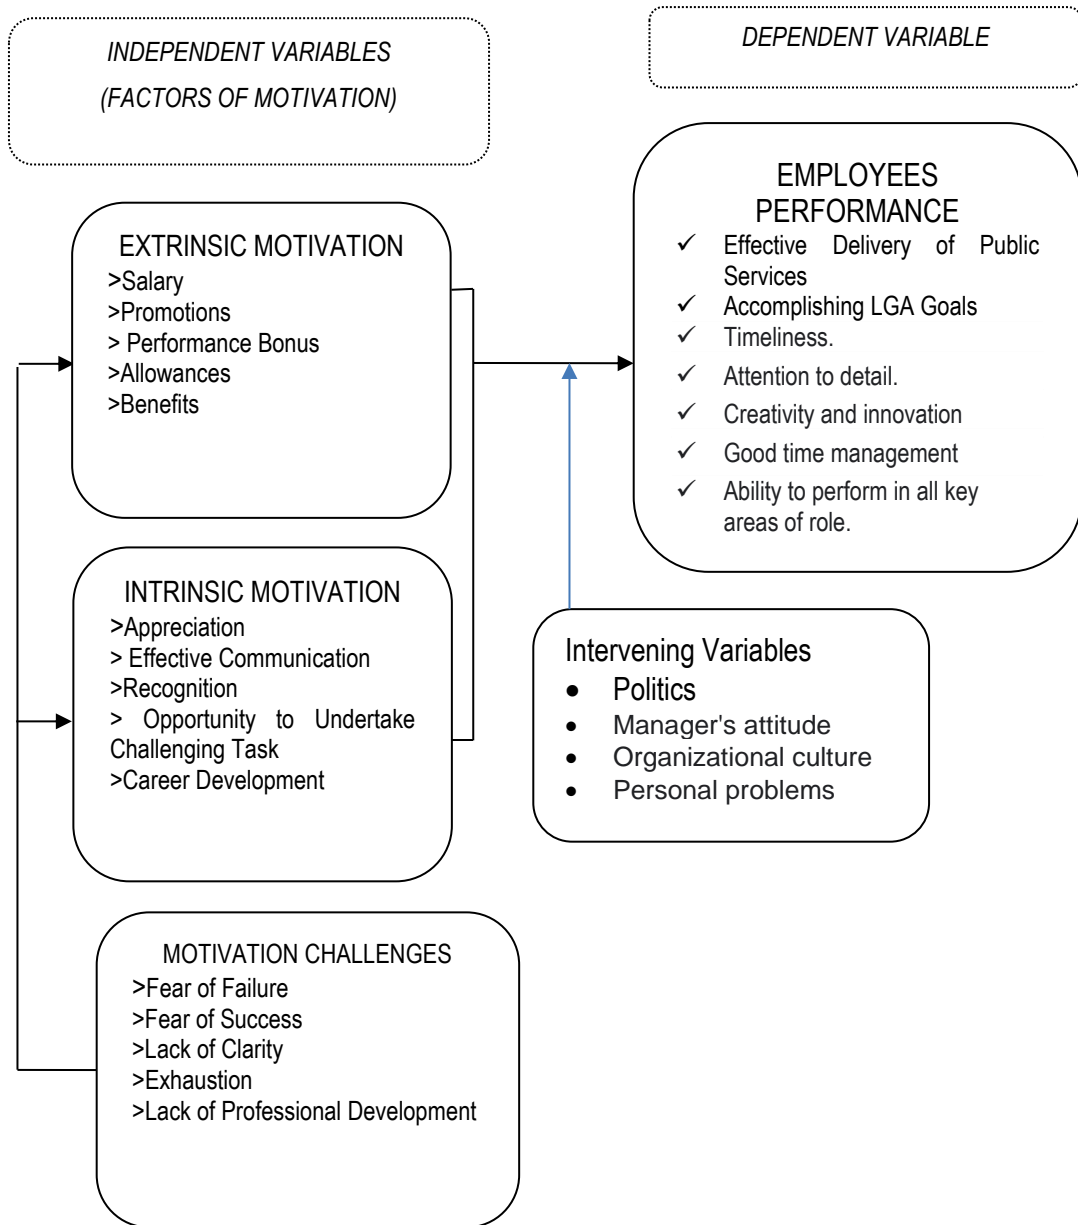 INDEPENDENT VARIABLES
(FACTORS OF MOTIVATION)
DEPENDENT VARIABLE
EXTRINSIC MOTIVATION
>Salary
>Promotions
> Performance Bonus
>Allowances
>Benefits
EMPLOYEES
PERFORMANCE
✓ Effective Delivery of Public
Services
✓ Accomplishing LGA Goals
✓ Timeliness.
✓ Attention to detail.
✓ Creativity and innovation
✓ Good time management
✓ Ability to perform in all key
areas of role.
INTRINSIC MOTIVATION
>Appreciation
> Effective Communication
>Recognition
> Opportunity to Undertake
Challenging Task
>Career Development
Intervening Variables
• Politics
• Manager's attitude
• Organizational culture
• Personal problems
MOTIVATION CHALLENGES
>Fear of Failure
>Fear of Success
>Lack of Clarity
>Exhaustion
>Lack of Professional Development